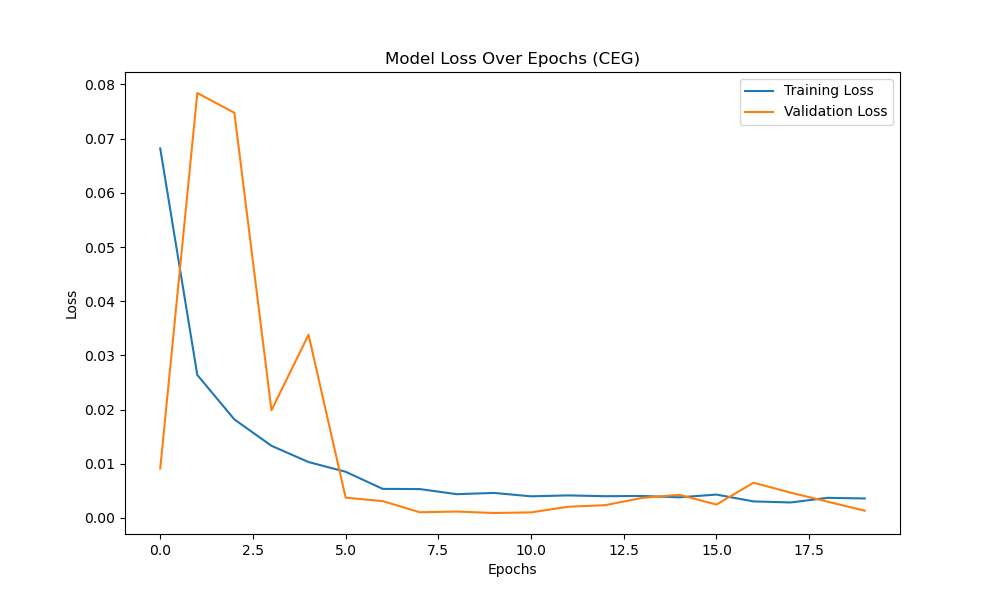 Model Loss Over Epochs (CEG)
Training Loss
Validation Loss
0.08
0.07
0.06
0.05
0.04
0.03
0.02
0.01
0.00
Loss
0.0 2.5 5.0 7.5 10.0 12.5 15.0 17.5
Epochs